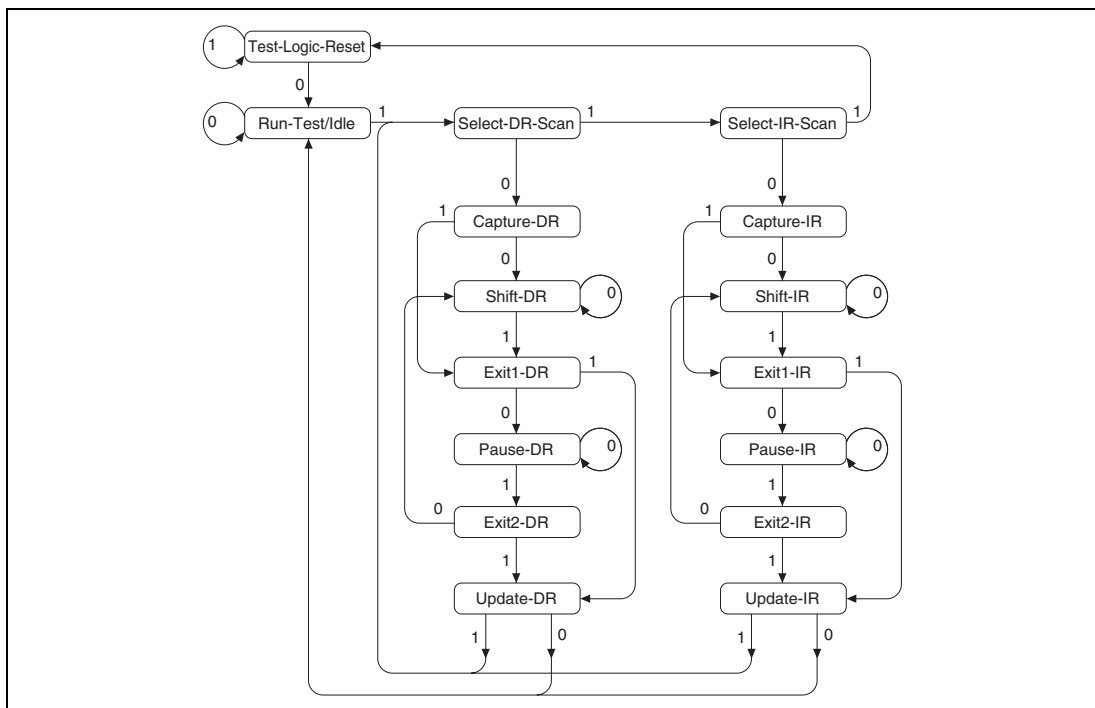 1 Test-Logic-Reset
0
0 Run-Test/Idle 1 Select-DR-Scan 1 Select-IR-Scan 1
0 0
1 Capture-DR 1 Capture-IR
0 0
Shift-DR 0 Shift-IR 0
1 1
Exit1-DR 1 Exit1-IR 1
0 0
Pause-DR 0 Pause-IR 0
1 1
0 Exit2-DR 0 Exit2-IR
1 1
Update-DR Update-IR
1 0 1 0